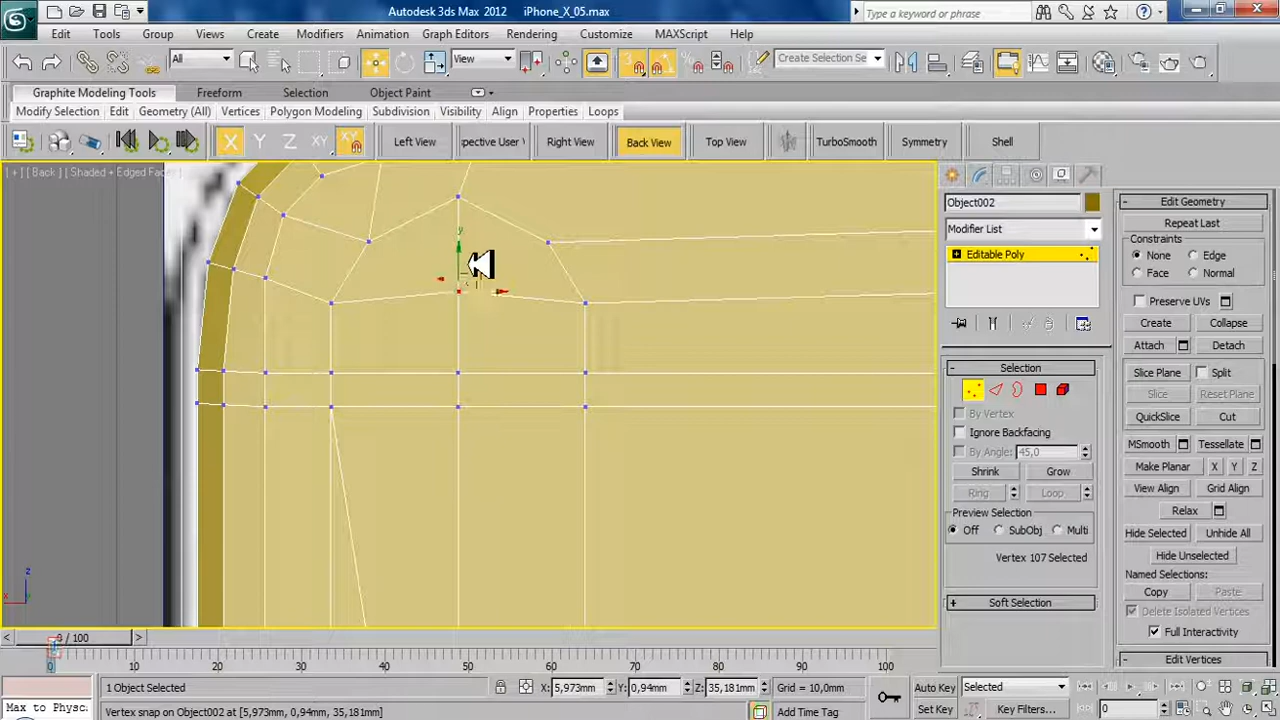 Autodesk 3ds Max 2012 iPhone_X_05.max
Type a keyword or phrase
Edit Tools Group Views Create Modifiers Animation Graph Editors Rendering Customize MAXScript Help
All View Create Selection Se
Graphite Modeling Tools Freeform Selection Object Paint
Modify Selection Edit Geometry (All) Vertices Polygon Modeling Subdivision Visibility Align Properties Loops
X Y Z XY XY Left View pective User V Right View Back View Top View TurboSmooth Symmetry Shell
[ + ] [ Back ] [ Shaded + Edged Fac
y
z
x
Object002
Modifier List
Editable Poly
Selection
By Vertex
Ignore Backfacing
By Angle: 45,0
Shrink Grow
Ring Loop
Preview Selection
Off SubObj Multi
Vertex 107 Selected
Soft Selection
Edit Geometry
Repeat Last
Constraints
None Edge
Face Normal
Preserve UVs
Create Collapse
Attach Detach
Slice Plane Split
Slice Reset Plane
QuickSlice Cut
MSmooth Tessellate
Make Planar X Y Z
View Align Grid Align
Relax
Hide Selected Unhide All
Hide Unselected
Named Selections:
Copy Paste
Delete Isolated Vertices
Full Interactivity
Edit Vertices
< 0 / 100 >
0 10 20 30 40 50 60 70 80 90 100
1 Object Selected X: 5,973mm Y: 0,94mm Z: 35,181mm Grid = 10,0mm Auto Key Selected
Max to Physc Vertex snap on Object002 at [5,973mm, 0,94mm, 35,181mm] Add Time Tag Set Key Key Filters... 0